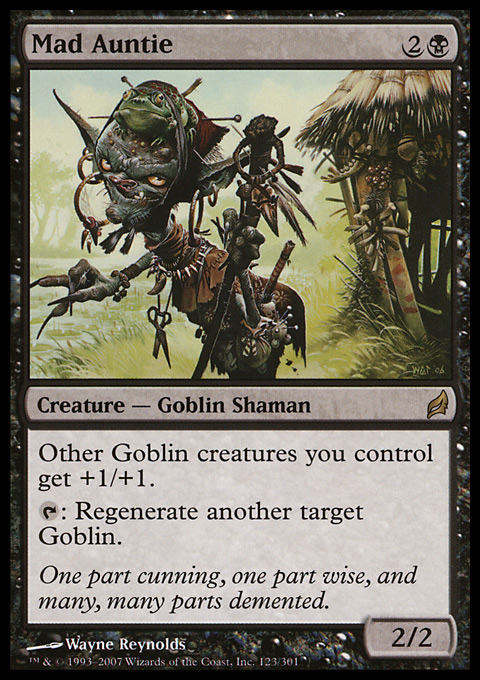 Mad Auntie 2
Creature — Goblin Shaman
Other Goblin creatures you control
get +1/+1.
: Regenerate another target
Goblin.
One part cunning, one part wise, and
many, many parts demented.
Wayne Reynolds
2/2
™ & © 1993–2007 Wizards of the Coast, Inc. 123/301